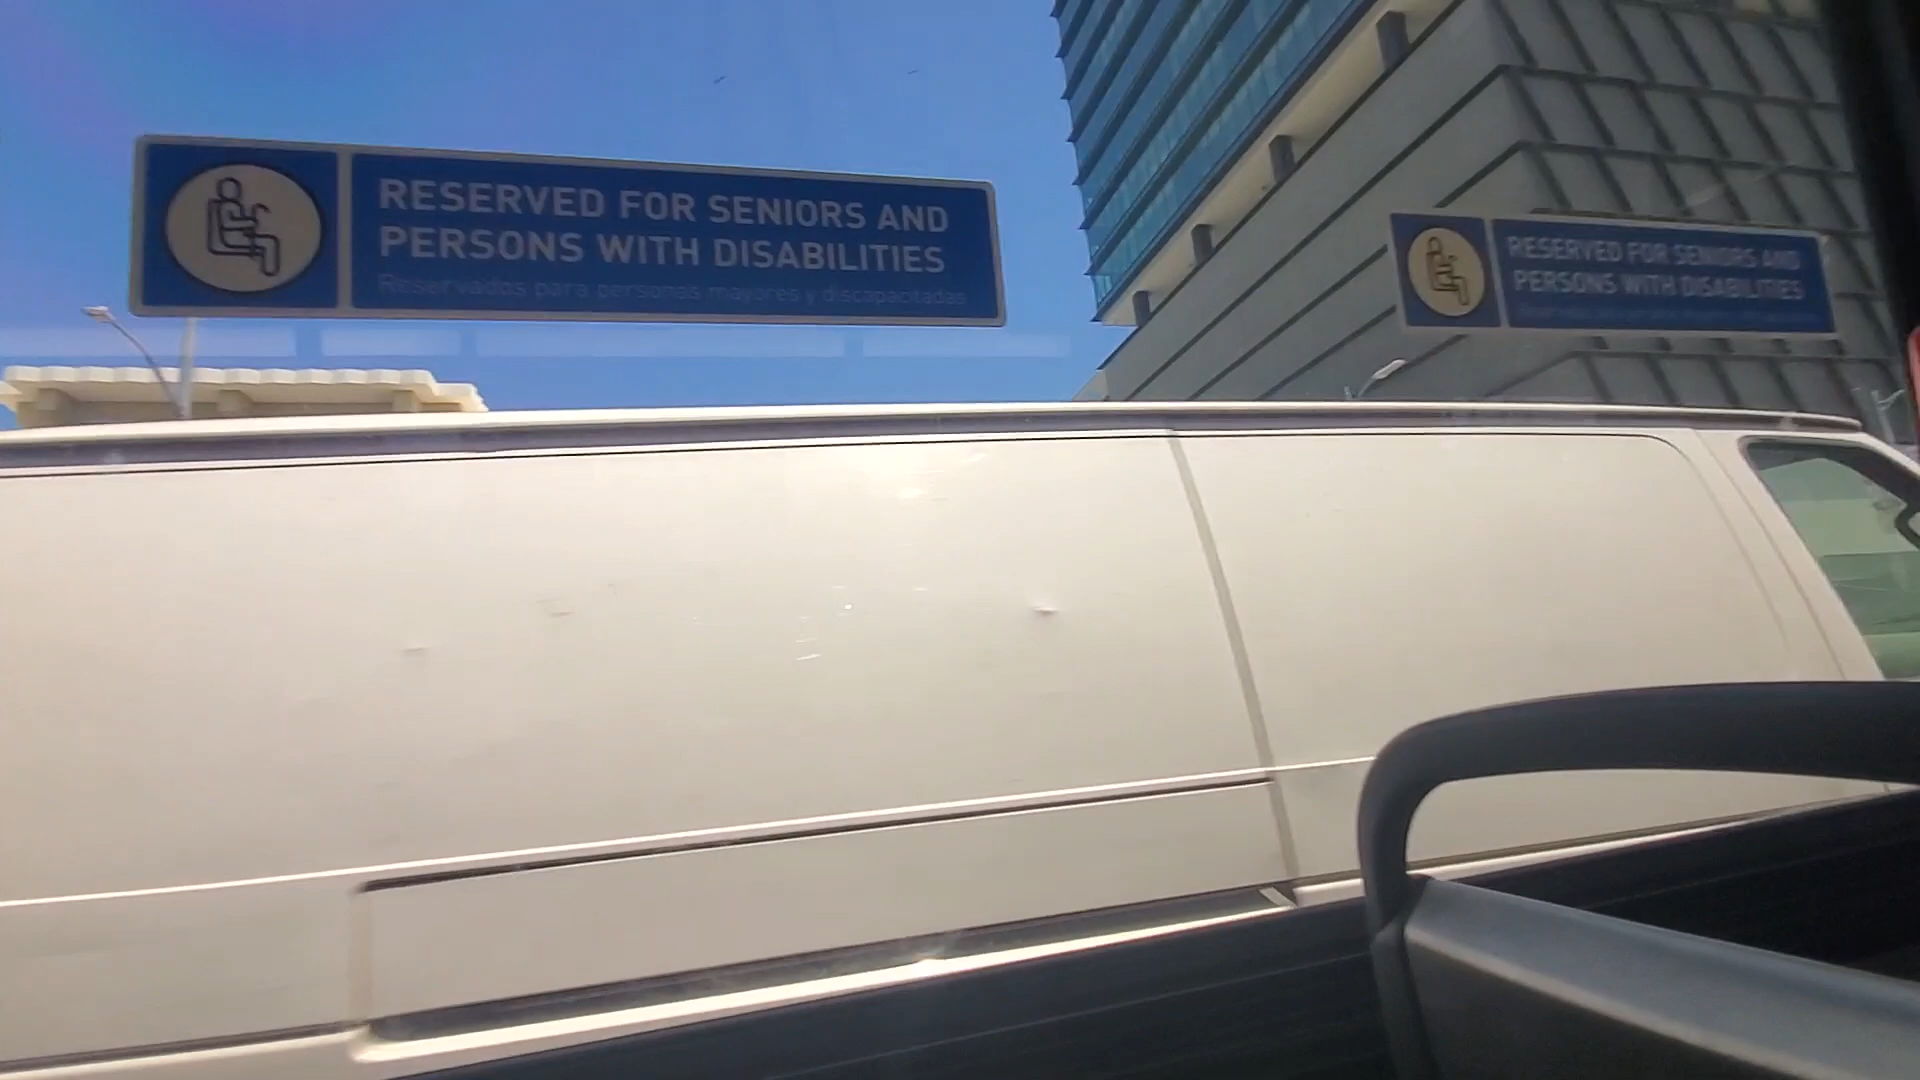 RESERVED FOR SENIORS AND
PERSONS WITH DISABILITIES
Reservados para personas mayores y discapacitadas
RESERVED FOR SENIORS AND
PERSONS WITH DISABILITIES